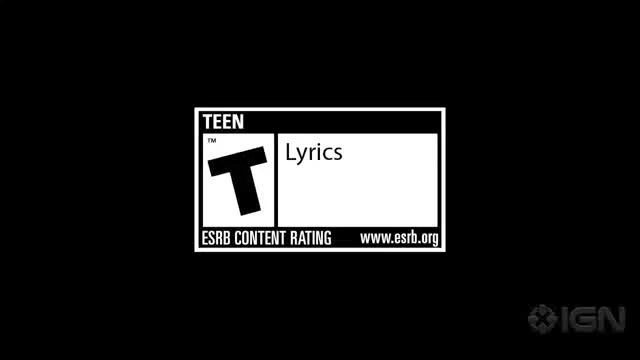 TEEN
™
T
Lyrics
ESRB CONTENT RATING
www.esrb.org
IGN